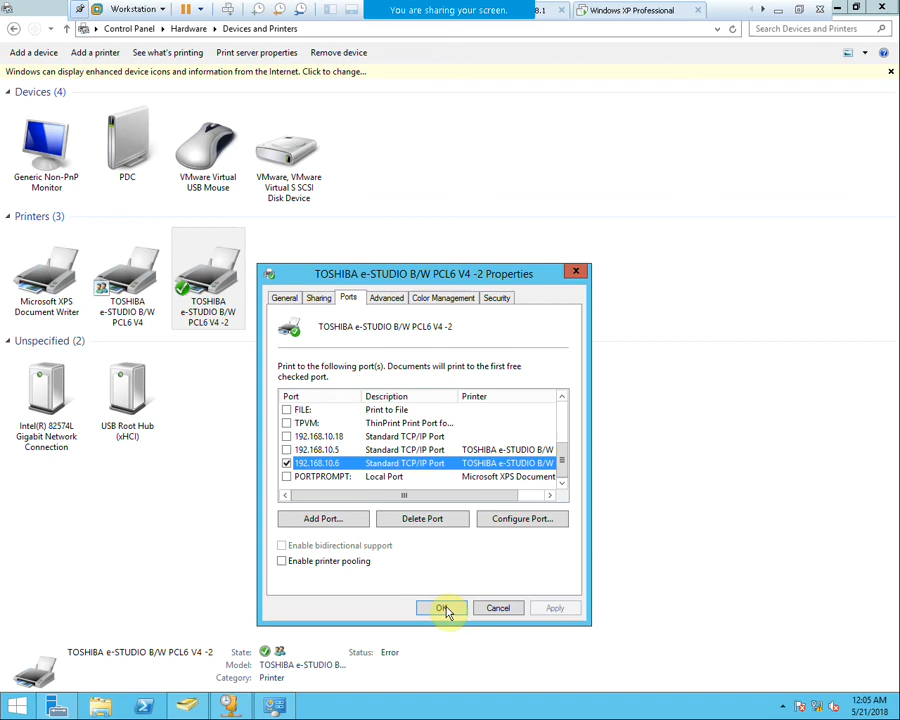 Workstation
You are sharing your screen.
8.1
Windows XP Professional
Control Panel
Hardware
Devices and Printers
Search Devices and Printers
Add a device
Add a printer
See what's printing
Print server properties
Remove device
Windows can display enhanced device icons and information from the Internet. Click to change...
Devices (4)
Generic Non-PnP
Monitor
PDC
VMware Virtual
USB Mouse
VMware, VMware
Virtual S SCSI
Disk Device
Printers (3)
Microsoft XPS
Document Writer
TOSHIBA
e-STUDIO B/W
PCL6 V4
TOSHIBA
e-STUDIO B/W
PCL6 V4 -2
Unspecified (2)
Intel(R) 82574L
Gigabit Network
Connection
USB Root Hub
(xHCI)
TOSHIBA e-STUDIO B/W PCL6 V4 -2 Properties
General
Sharing
Ports
Advanced
Color Management
Security
TOSHIBA e-STUDIO B/W PCL6 V4 -2
Print to the following port(s). Documents will print to the first free
checked port.
Port Description Printer
FILE: Print to File
TPVM: ThinPrint Print Port fo...
192.168.10.18 Standard TCP/IP Port
192.168.10.5 Standard TCP/IP Port TOSHIBA e-STUDIO B/W
192.168.10.6 Standard TCP/IP Port TOSHIBA e-STUDIO B/W
PORTPROMPT: Local Port Microsoft XPS Document
Add Port...
Delete Port
Configure Port...
Enable bidirectional support
Enable printer pooling
OK
Cancel
Apply
TOSHIBA e-STUDIO B/W PCL6 V4 -2
State:
Status: Error
Model: TOSHIBA e-STUDIO B...
Category: Printer
12:05 AM
5/21/2018